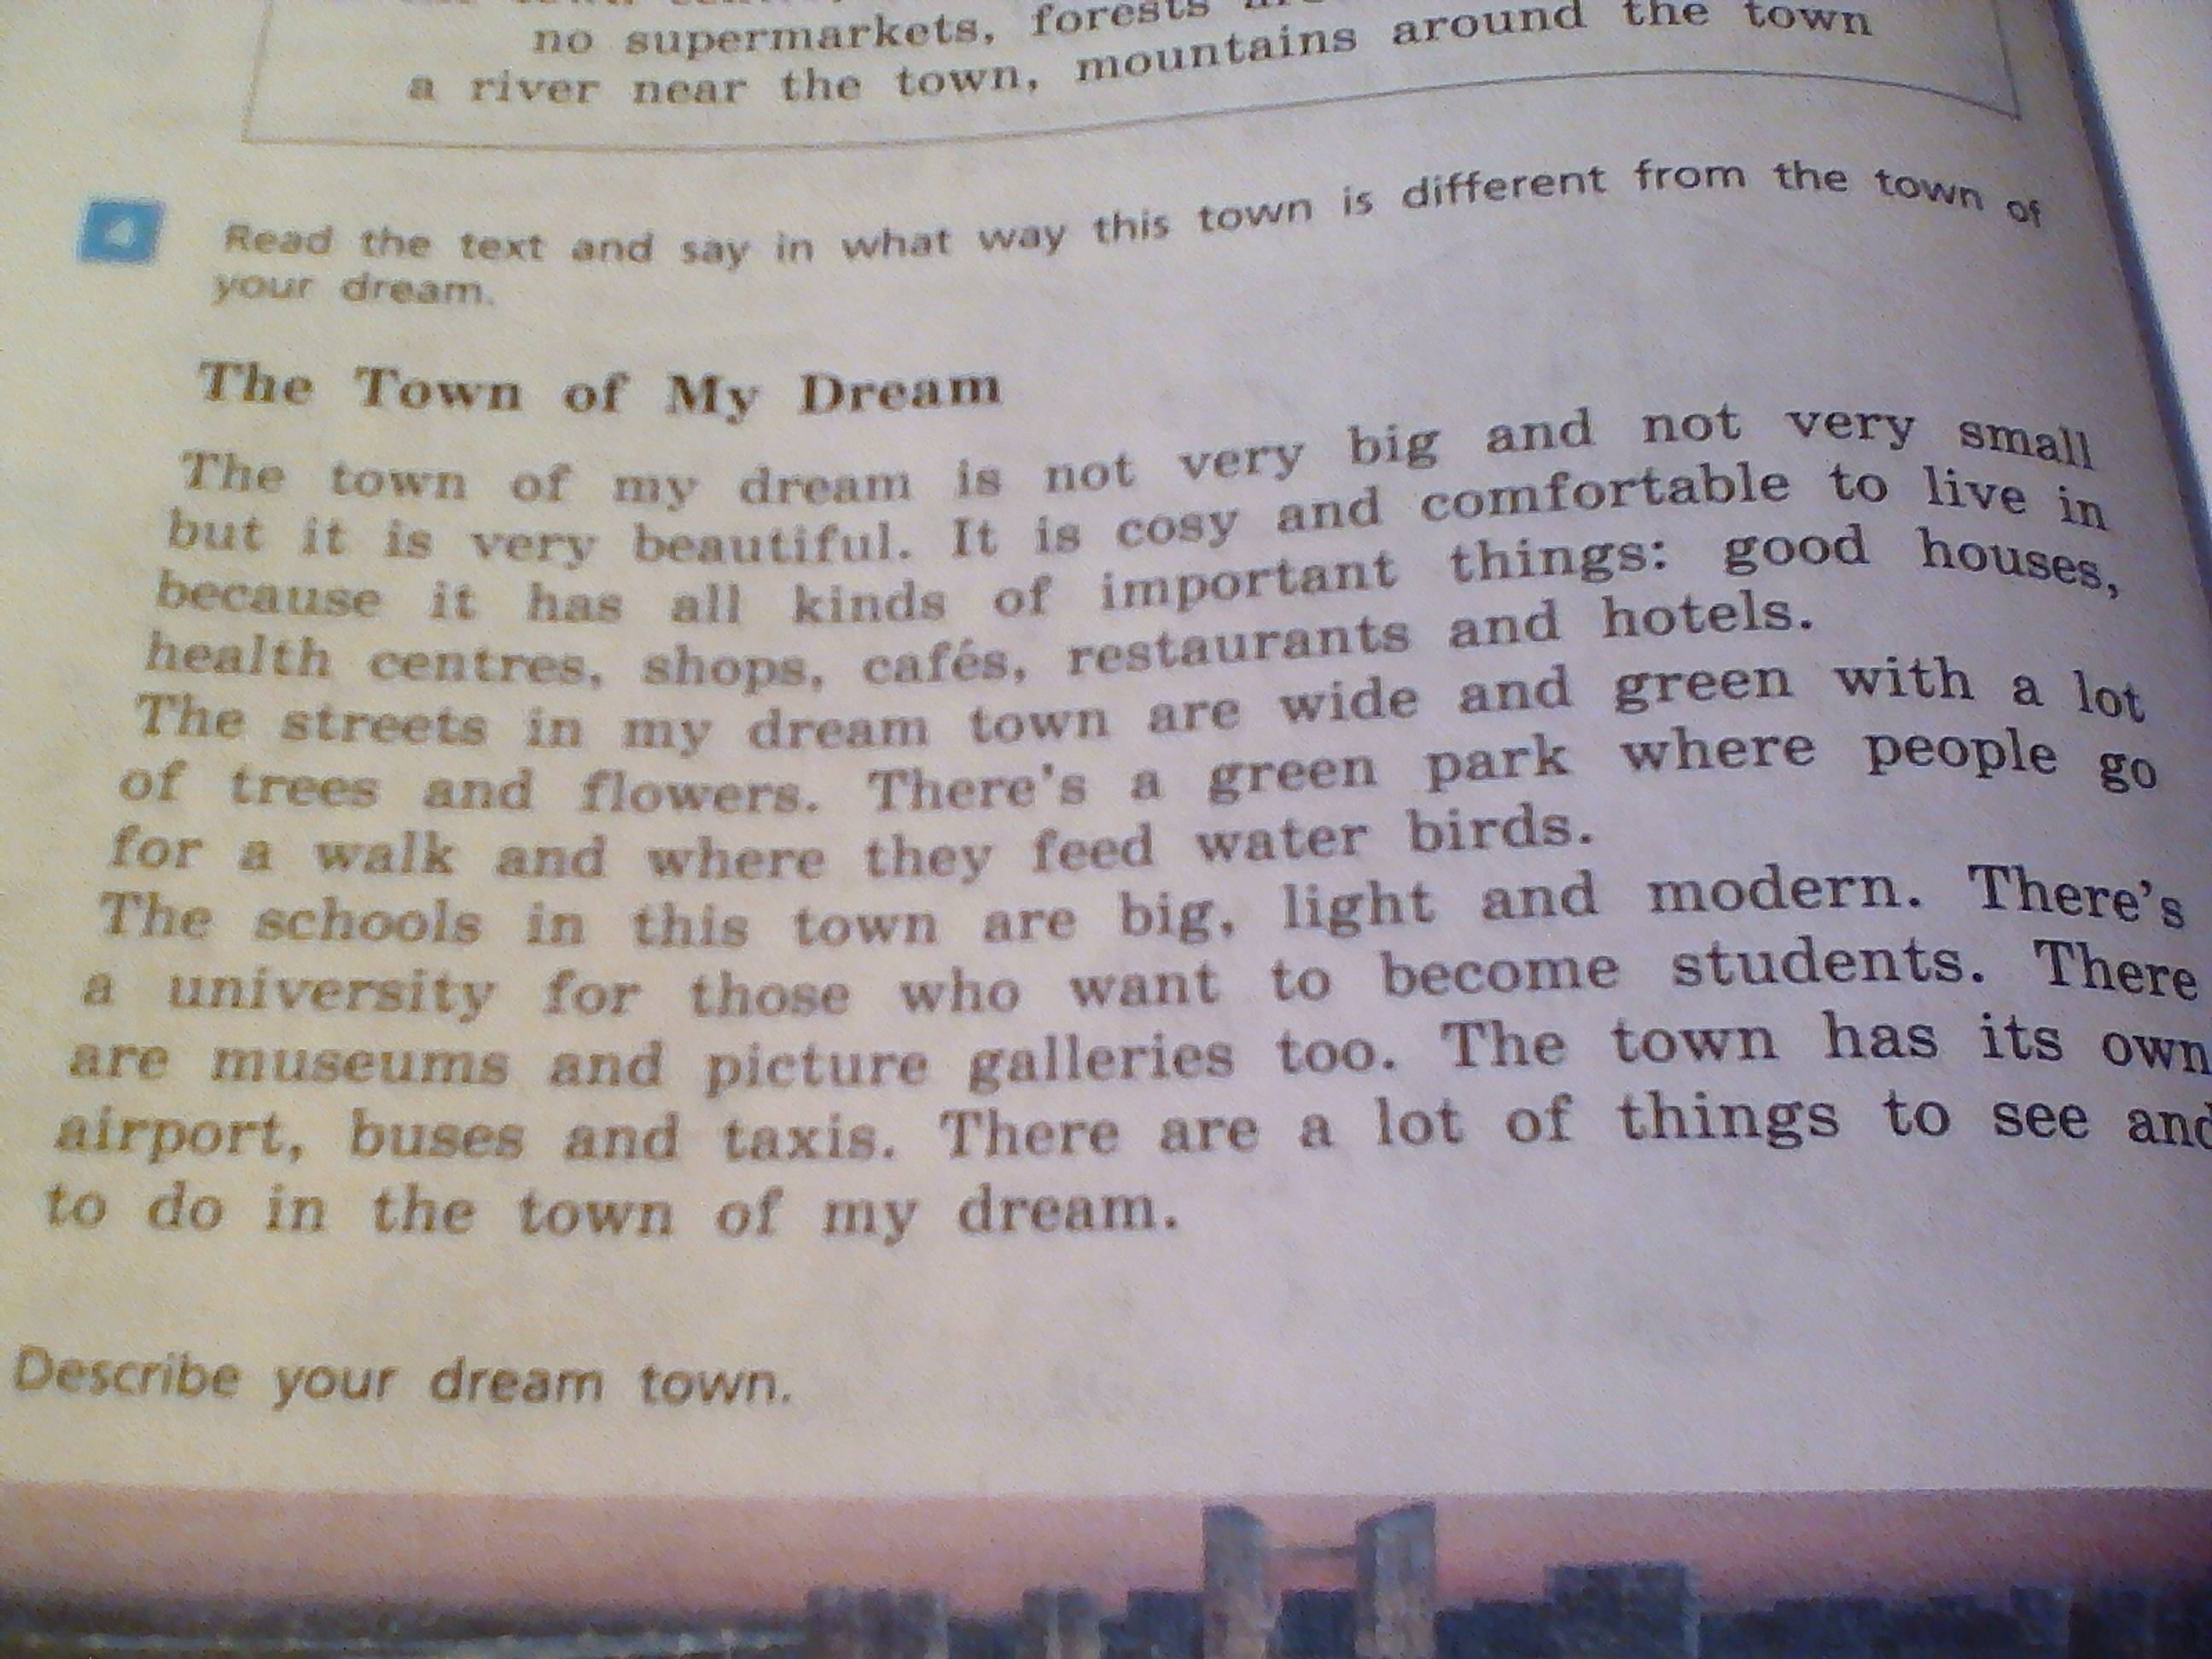 no supermarkets, forests
a river near the town, mountains around the town
4 Read the text and say in what way this town is different from the town of
your dream.
The Town of My Dream
The town of my dream is not very big and not very small
but it is very beautiful. It is cosy and comfortable to live in
because it has all kinds of important things: good houses,
health centres, shops, cafés, restaurants and hotels.
The streets in my dream town are wide and green with a lot
of trees and flowers. There's a green park where people go
for a walk and where they feed water birds.
The schools in this town are big, light and modern. There's
a university for those who want to become students. There
are museums and picture galleries too. The town has its own
airport, buses and taxis. There are a lot of things to see and
to do in the town of my dream.
Describe your dream town.